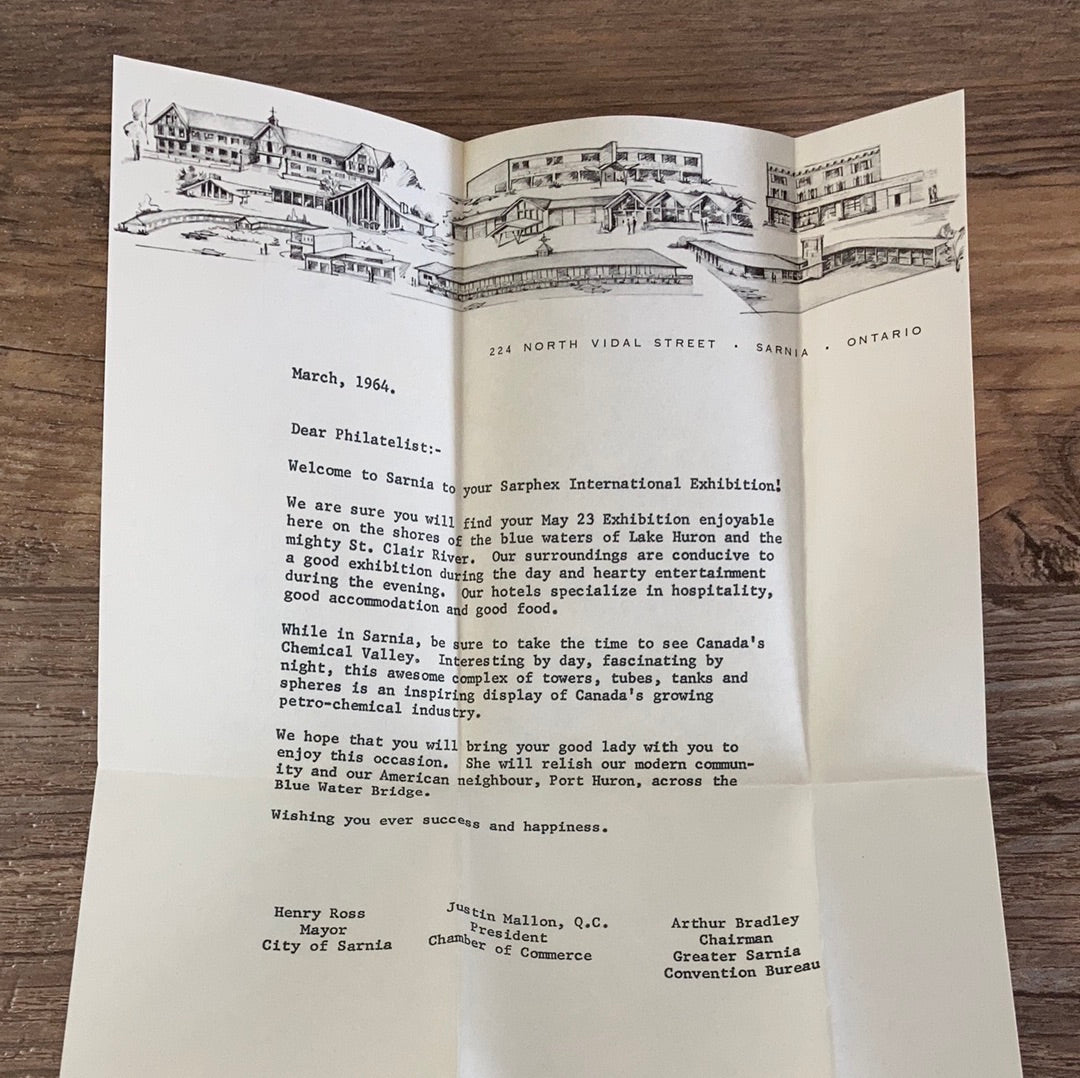 224 NORTH VIDAL STREET · SARNIA · ONTARIO
March, 1964.
Dear Philatelist:-
Welcome to Sarnia to your Sarphex International Exhibition!
We are sure you will find your May 23 Exhibition enjoyable
here on the shores of the blue waters of Lake Huron and the
mighty St. Clair River. Our surroundings are conducive to
a good exhibition during the day and hearty entertainment
during the evening. Our hotels specialize in hospitality,
good accommodation and good food.
While in Sarnia, be sure to take the time to see Canada's
Chemical Valley. Interesting by day, fascinating by
night, this awesome complex of towers, tubes, tanks and
spheres is an inspiring display of Canada's growing
petro-chemical industry.
We hope that you will bring your good lady with you to
enjoy this occasion. She will relish our modern commun-
ity and our American neighbour, Port Huron, across the
Blue Water Bridge.
Wishing you ever success and happiness.
Henry Ross
Mayor
City of Sarnia
Justin Mallon, Q.C.
President
Chamber of Commerce
Arthur Bradley
Chairman
Greater Sarnia
Convention Bureau